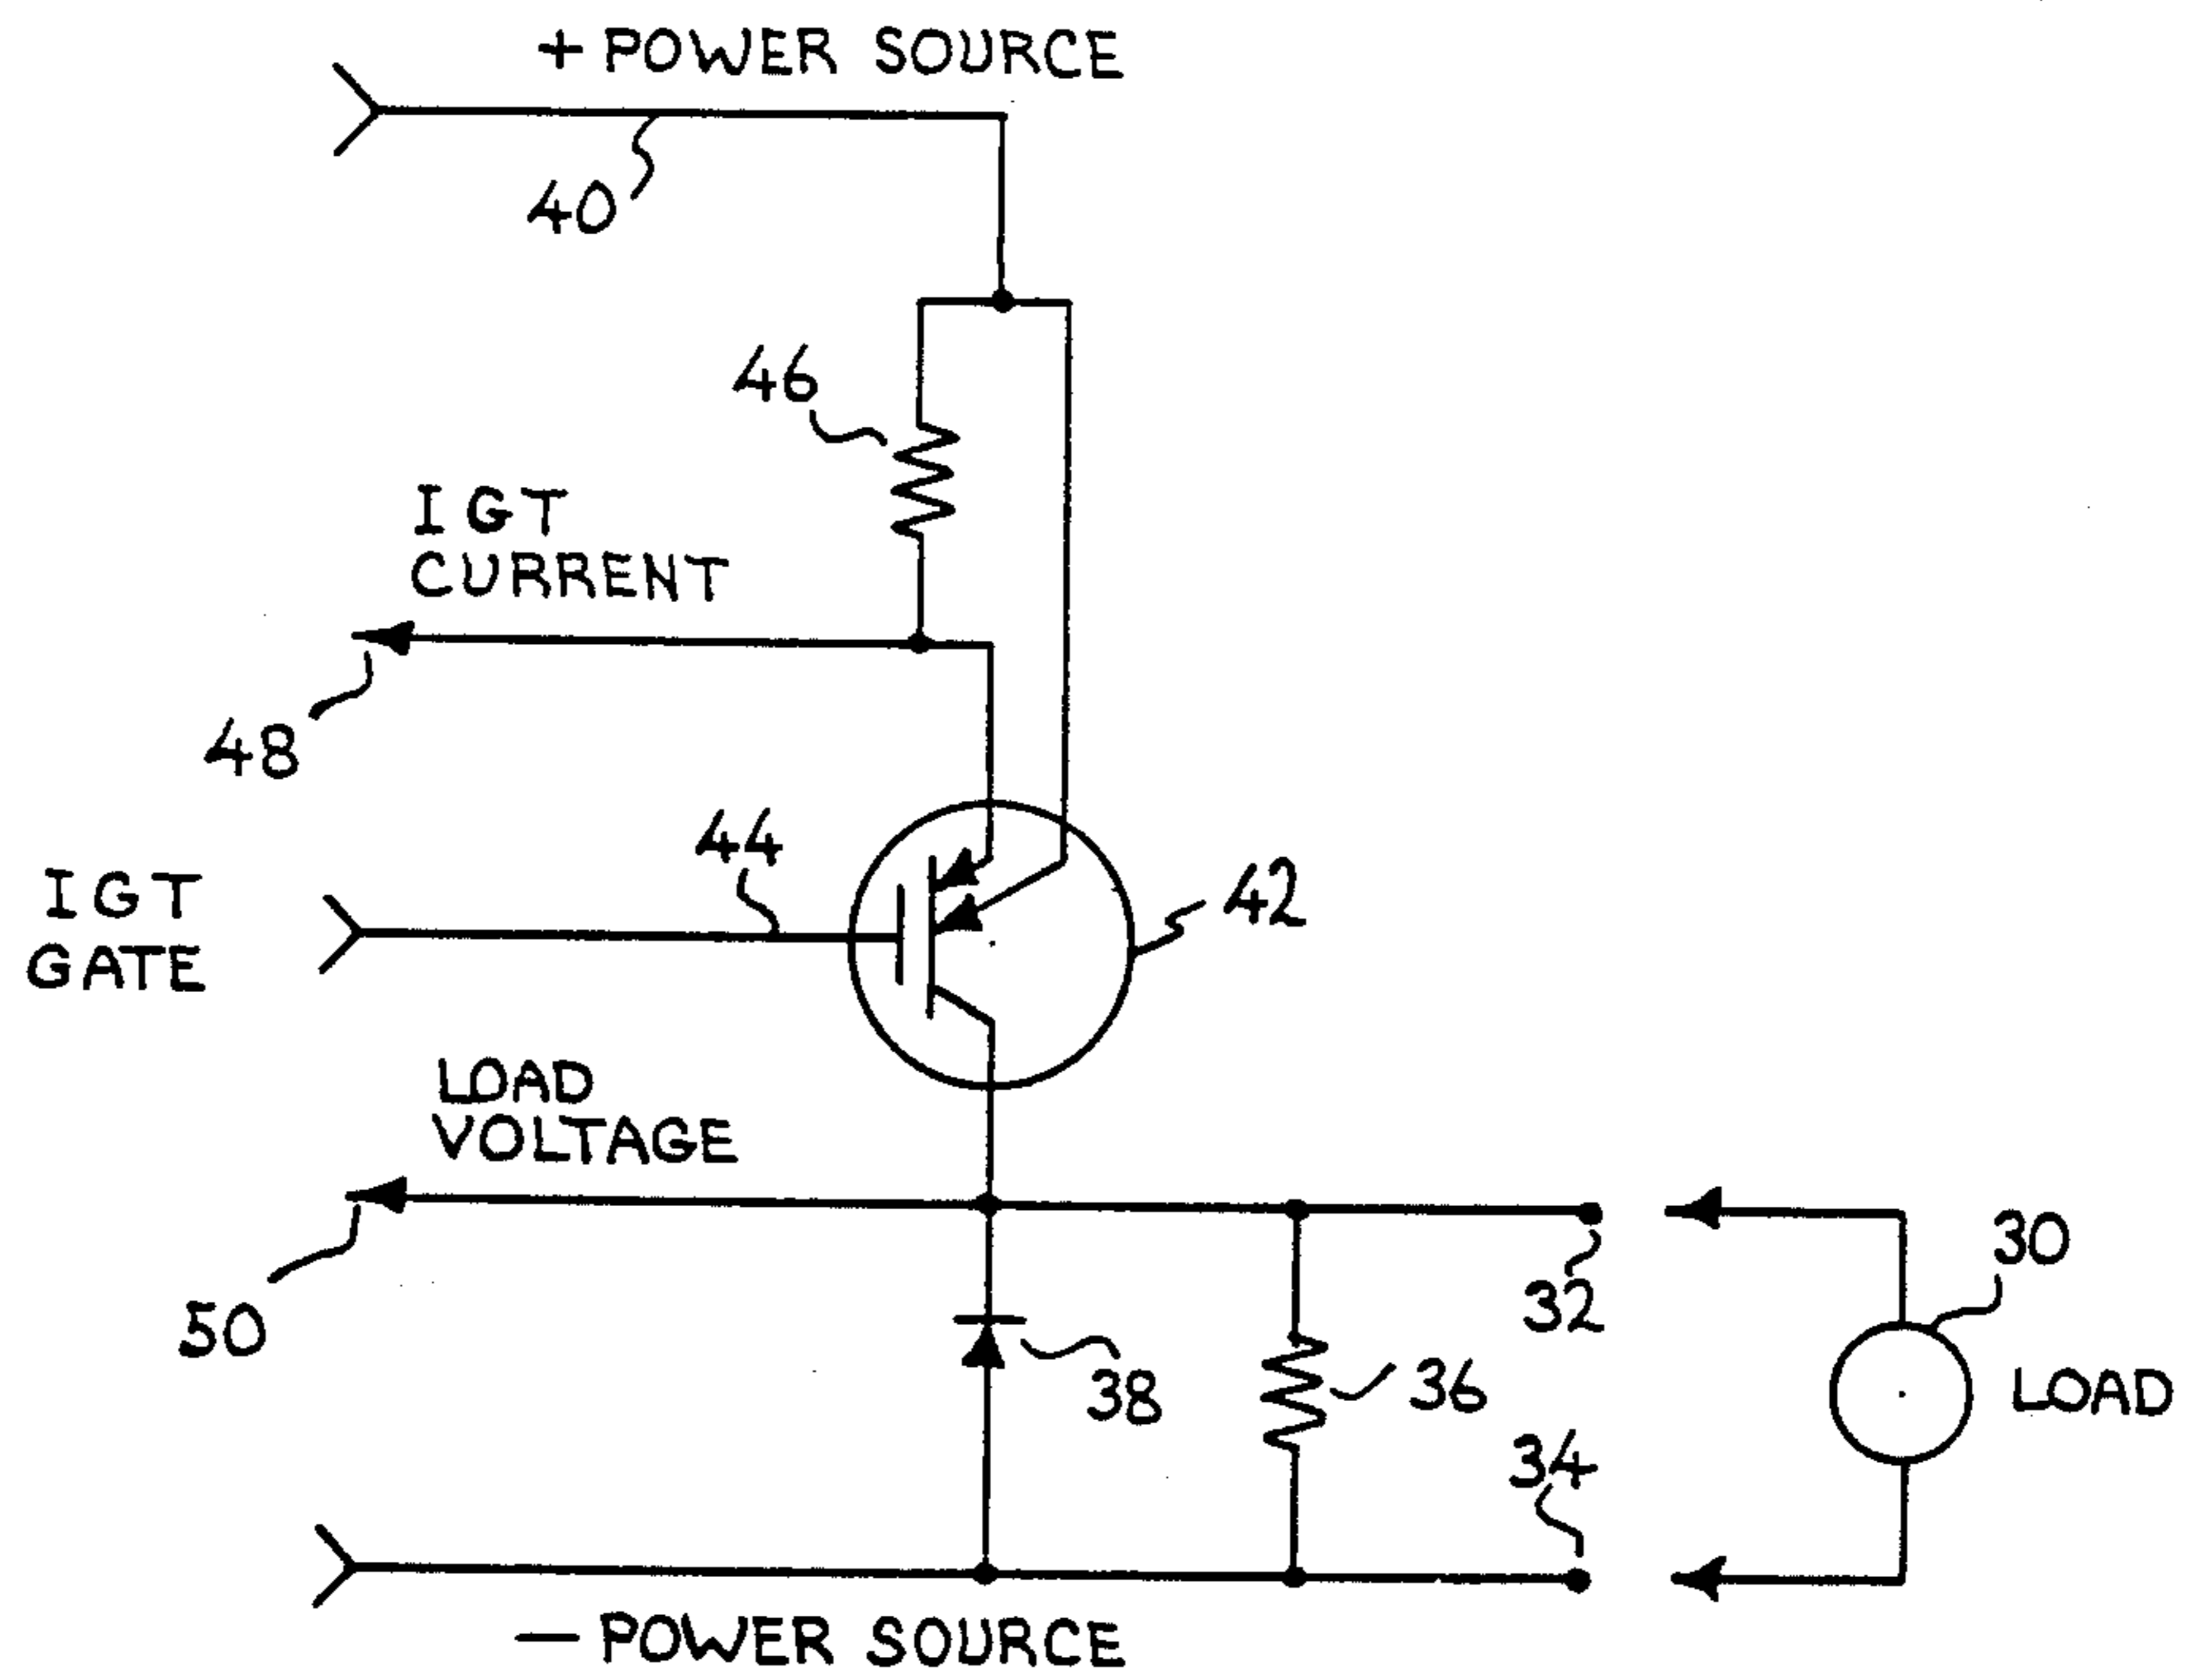 + POWER SOURCE
40
46
IGT
CURRENT
48
44
IGT
GATE
42
LOAD
VOLTAGE
50
32
30
38
36
LOAD
34
– POWER SOURCE